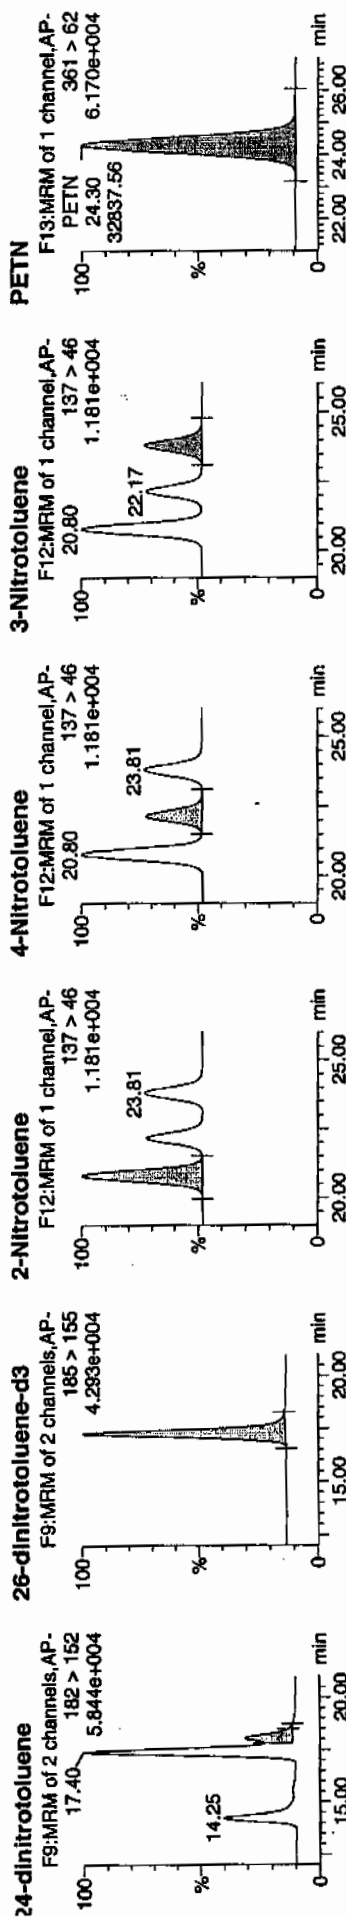 24-dinitrotoluene
F9:MRM of 2 channels,AP-
182 > 152
17.40
5.844e+004
14.25
100
%
0
15.00 20.00 min
26-dinitrotoluene-d3
F9:MRM of 2 channels,AP-
185 > 155
4.293e+004
100
%
0
15.00 20.00 min
2-Nitrotoluene
F12:MRM of 1 channel,AP-
137 > 46
1.181e+004
23.81
100
%
0
20.00 25.00 min
4-Nitrotoluene
F12:MRM of 1 channel,AP-
20.80 137 > 46
1.181e+004
23.81
100
%
0
20.00 25.00 min
3-Nitrotoluene
F12:MRM of 1 channel,AP-
20.80 137 > 46
1.181e+004
22.17
100
%
0
20.00 25.00 min
PETN
F13:MRM of 1 channel,AP-
PETN 361 > 62
24.30 6.170e+004
32837.56
100
%
0
22.00 24.00 26.00 min